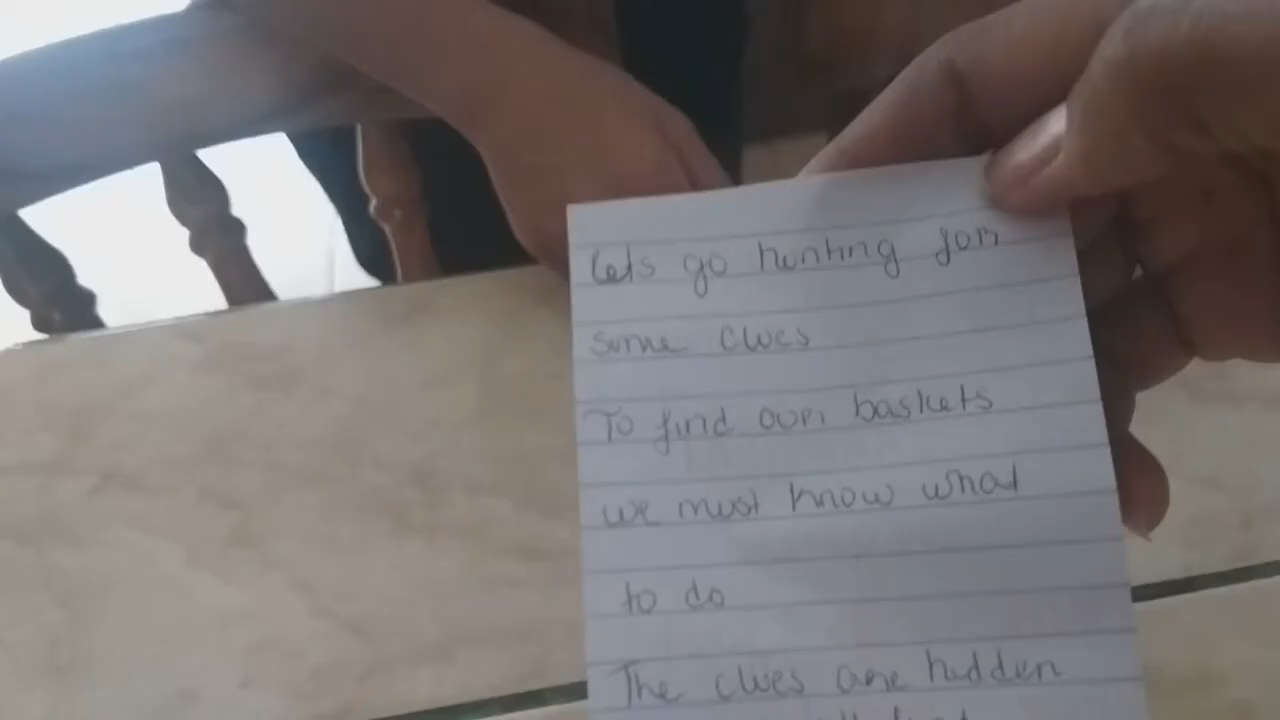 lets go hunting for
some clues
To find our baskets
we must know what
to do
The clues are hidden